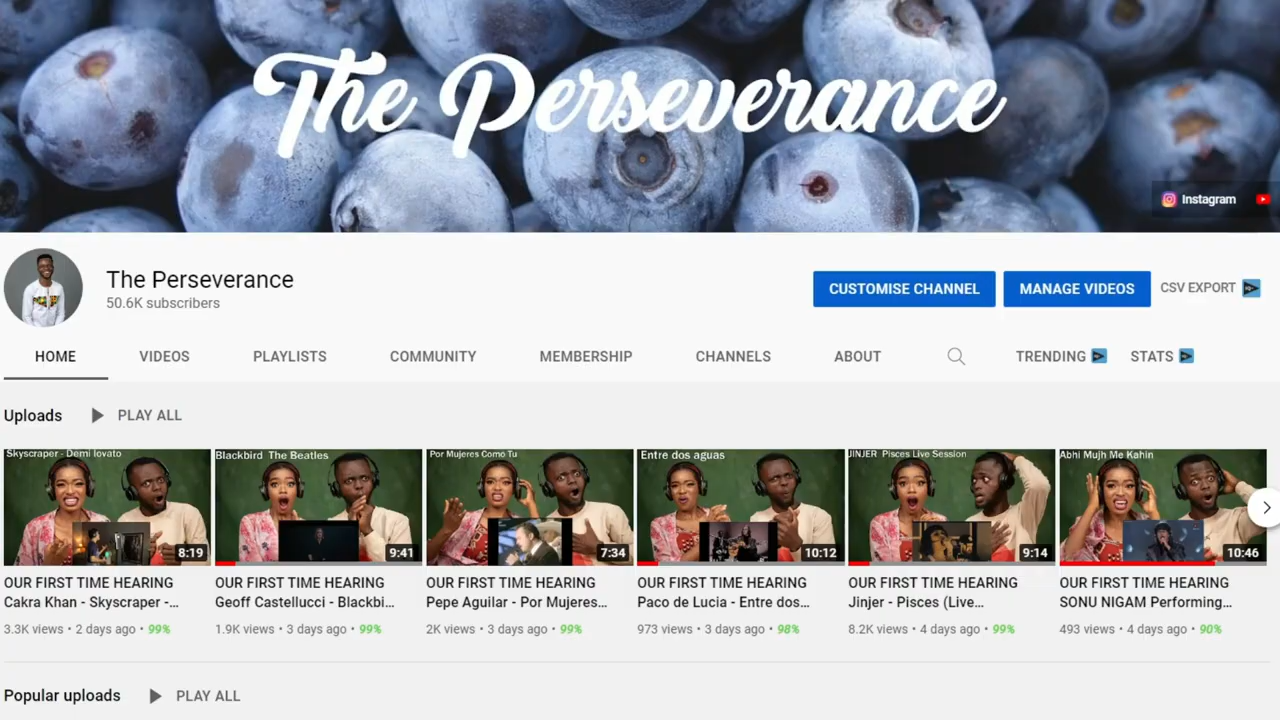 The Perseverance
Instagram
The Perseverance
50.6K subscribers
CUSTOMISE CHANNEL
MANAGE VIDEOS
CSV EXPORT
HOME
VIDEOS
PLAYLISTS
COMMUNITY
MEMBERSHIP
CHANNELS
ABOUT
TRENDING
STATS
Uploads
PLAY ALL
Skyscraper - Demi lovato
8:19
OUR FIRST TIME HEARING
Cakra Khan - Skyscraper -...
3.3K views • 2 days ago • 99%
Blackbird The Beatles
9:41
OUR FIRST TIME HEARING
Geoff Castellucci - Blackbi...
1.9K views • 3 days ago • 99%
Por Mujeres Como Tu
7:34
OUR FIRST TIME HEARING
Pepe Aguilar - Por Mujeres...
2K views • 3 days ago • 99%
Entre dos aguas
10:12
OUR FIRST TIME HEARING
Paco de Lucia - Entre dos...
973 views • 3 days ago • 98%
JINJER Pisces Live Session
9:14
OUR FIRST TIME HEARING
Jinjer - Pisces (Live...
8.2K views • 4 days ago • 99%
Abhi Mujh Me Kahin
10:46
OUR FIRST TIME HEARING
SONU NIGAM Performing...
493 views • 4 days ago • 90%
Popular uploads
PLAY ALL